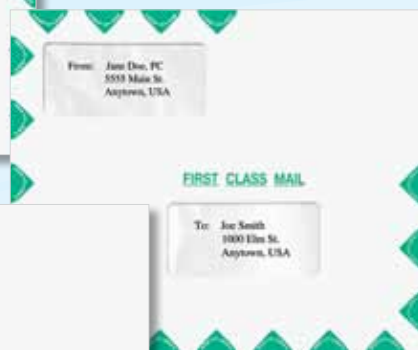 From: Jane Doe, PC
5555 Main St.
Anytown, USA
FIRST CLASS MAIL
To: Joe Smith
1000 Elm St.
Anytown, USA